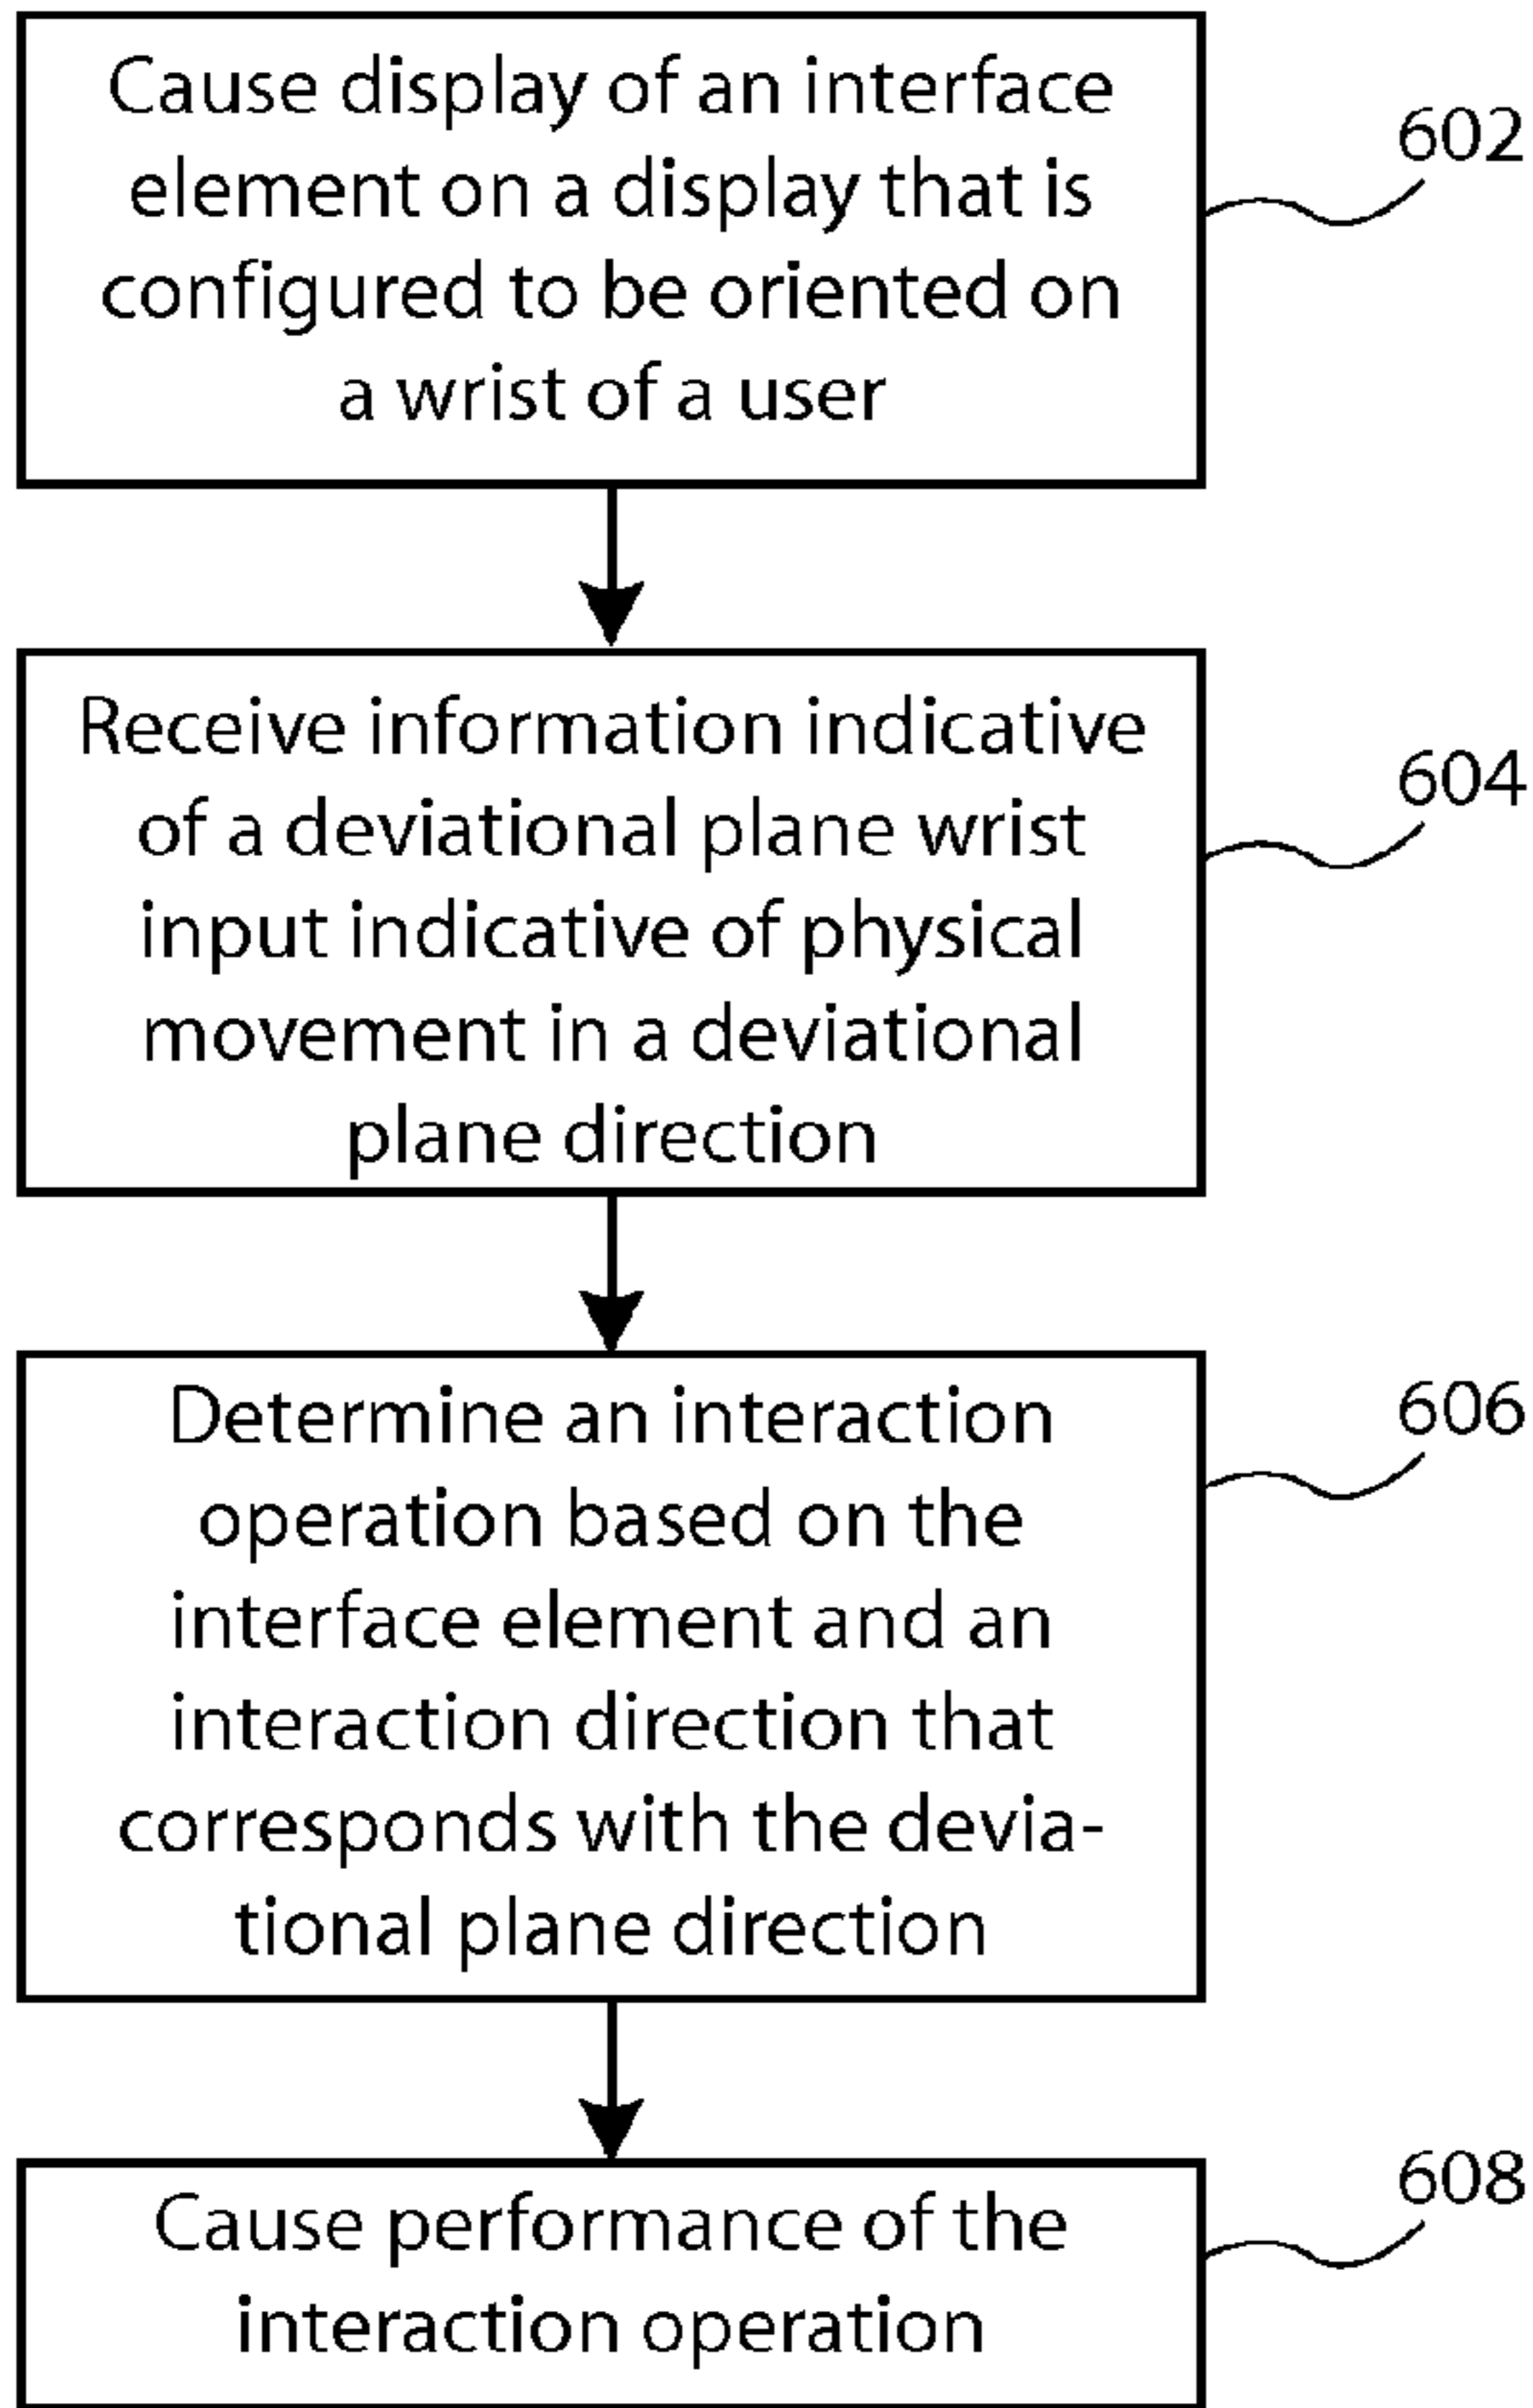 Cause display of an interface
element on a display that is
configured to be oriented on
a wrist of a user
602
Receive information indicative
of a deviational plane wrist
input indicative of physical
movement in a deviational
plane direction
604
Determine an interaction
operation based on the
interface element and an
interaction direction that
corresponds with the devia-
tional plane direction
606
Cause performance of the
interaction operation
608